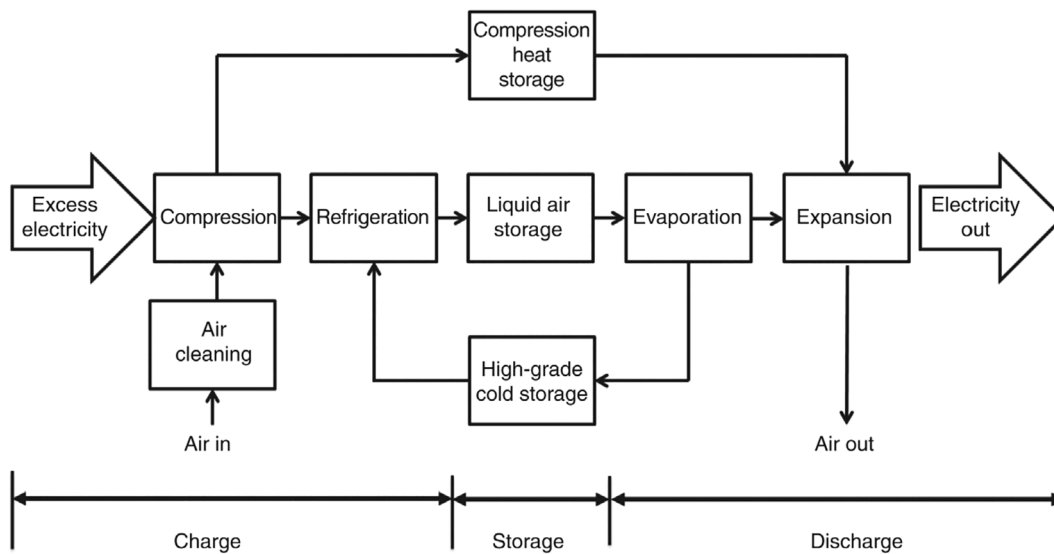 Compression
heat
storage
Excess
electricity
Compression
Refrigeration
Liquid air
storage
Evaporation
Expansion
Electricity
out
Air
cleaning
High-grade
cold storage
Air in
Air out
Charge
Storage
Discharge